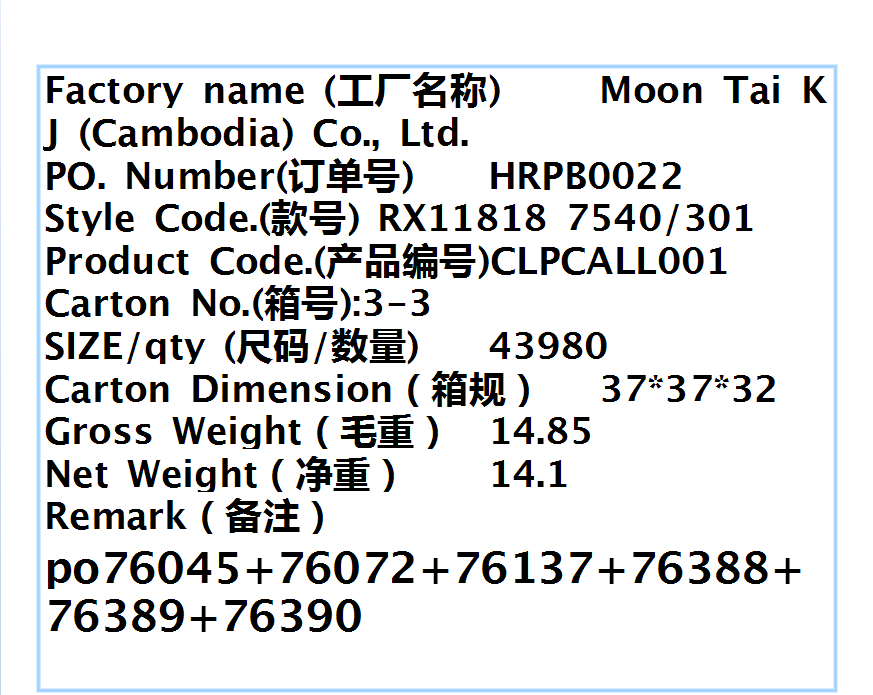 Factory name (工厂名称) Moon Tai K
J (Cambodia) Co., Ltd.
PO. Number(订单号) HRPB0022
Style Code.(款号) RX11818 7540/301
Product Code.(产品编号)CLPCALL001
Carton No.(箱号):3-3
SIZE/qty (尺码/数量) 43980
Carton Dimension（箱规） 37*37*32
Gross Weight（毛重） 14.85
Net Weight（净重） 14.1
Remark（备注）
po76045+76072+76137+76388+
76389+76390